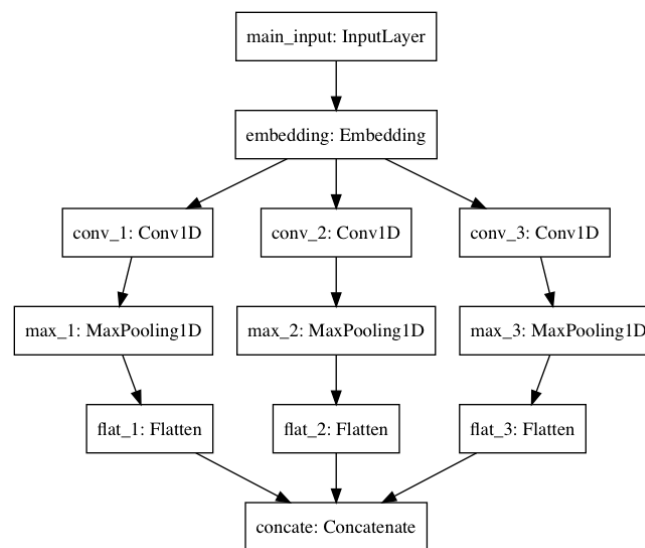 main_input: InputLayer
embedding: Embedding
conv_1: Conv1D
conv_2: Conv1D
conv_3: Conv1D
max_1: MaxPooling1D
max_2: MaxPooling1D
max_3: MaxPooling1D
flat_1: Flatten
flat_2: Flatten
flat_3: Flatten
concate: Concatenate